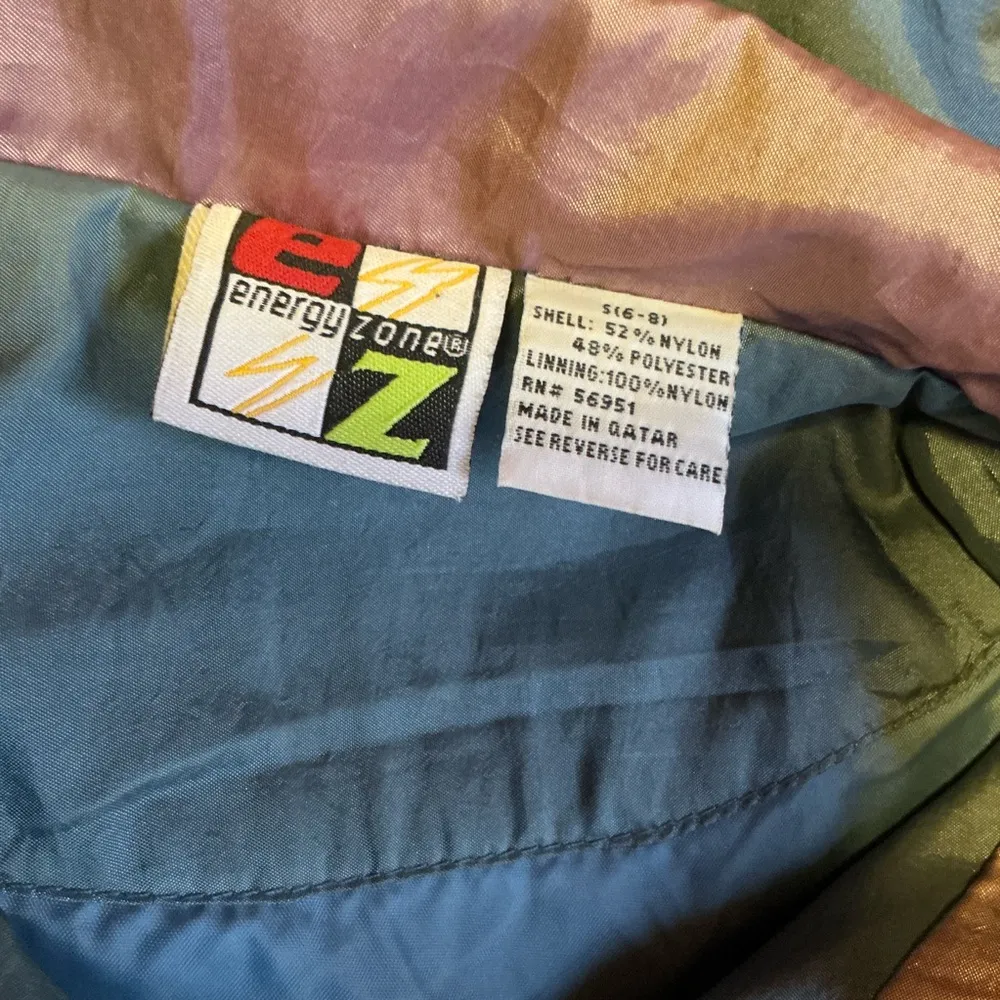 e
energy zone®
Z
S(6-8)
SHELL: 52% NYLON
48% POLYESTER
LINNING:100%NYLON
RN# 56951
MADE IN QATAR
SEE REVERSE FOR CARE